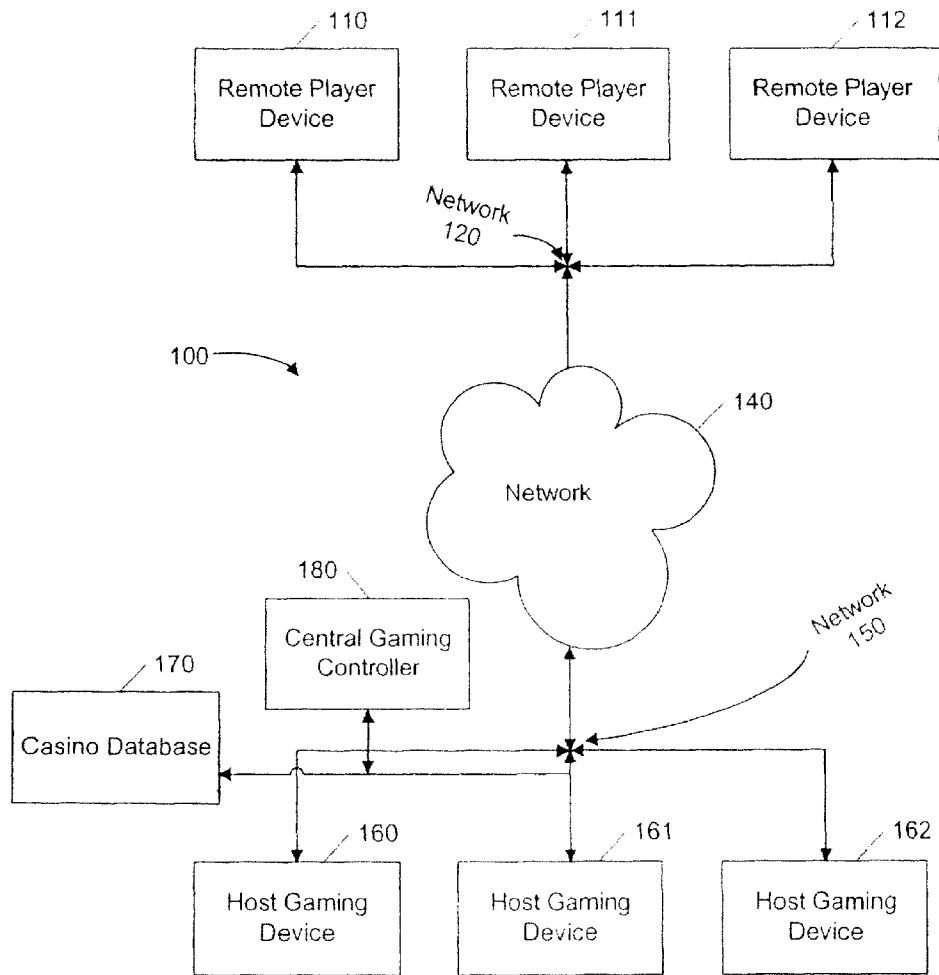 110
111
112
Remote Player
Device
Remote Player
Device
Remote Player
Device
Network
120
100
140
Network
180
Central Gaming
Controller
Network
150
170
Casino Database
160
161
162
Host Gaming
Device
Host Gaming
Device
Host Gaming
Device